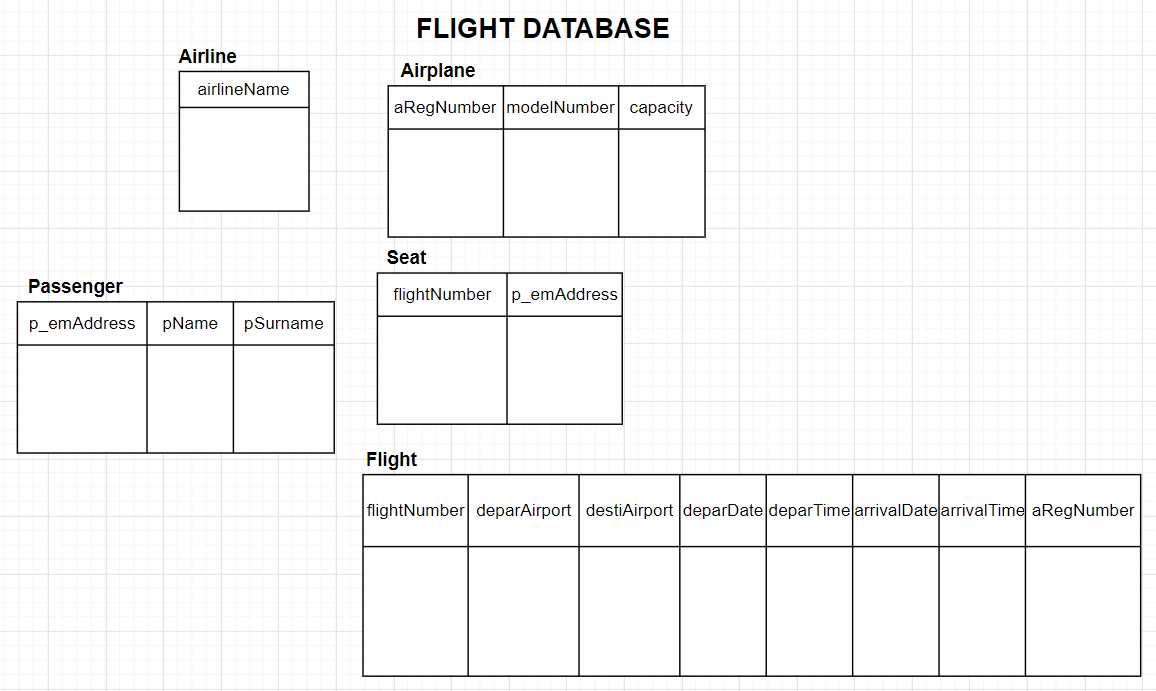 FLIGHT DATABASE
Airline
airlineName
Airplane
aRegNumber modelNumber capacity
Seat
flightNumber p_emAddress
Passenger
p_emAddress pName pSurname
Flight
flightNumber deparAirport destiAirport deparDate deparTime arrivalDate arrivalTime aRegNumber